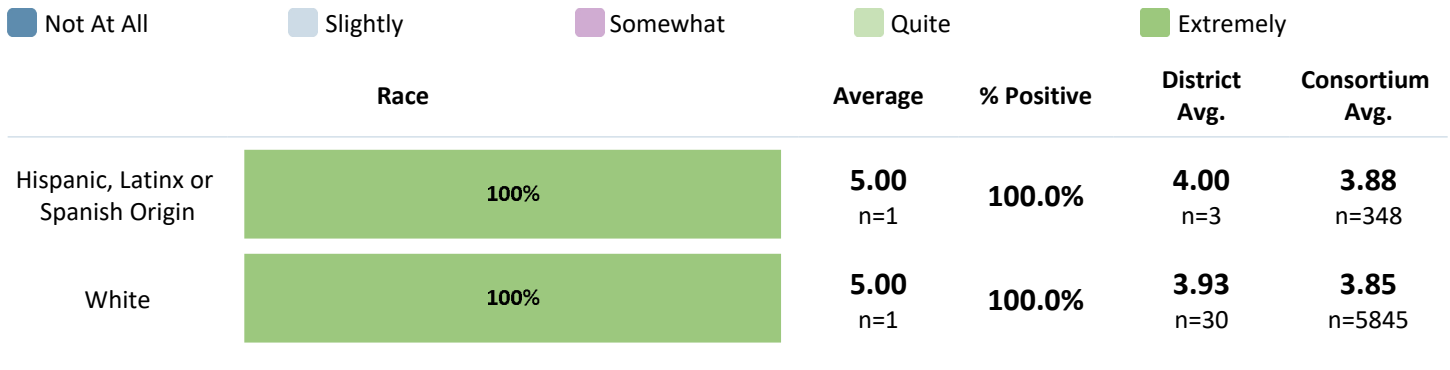 Not At All
Slightly
Somewhat
Quite
Extremely
Race
Average
% Positive
District
Avg.
Consortium
Avg.
Hispanic, Latinx or
Spanish Origin
100%
5.00
n=1
100.0%
4.00
n=3
3.88
n=348
White
100%
5.00
n=1
100.0%
3.93
n=30
3.85
n=5845